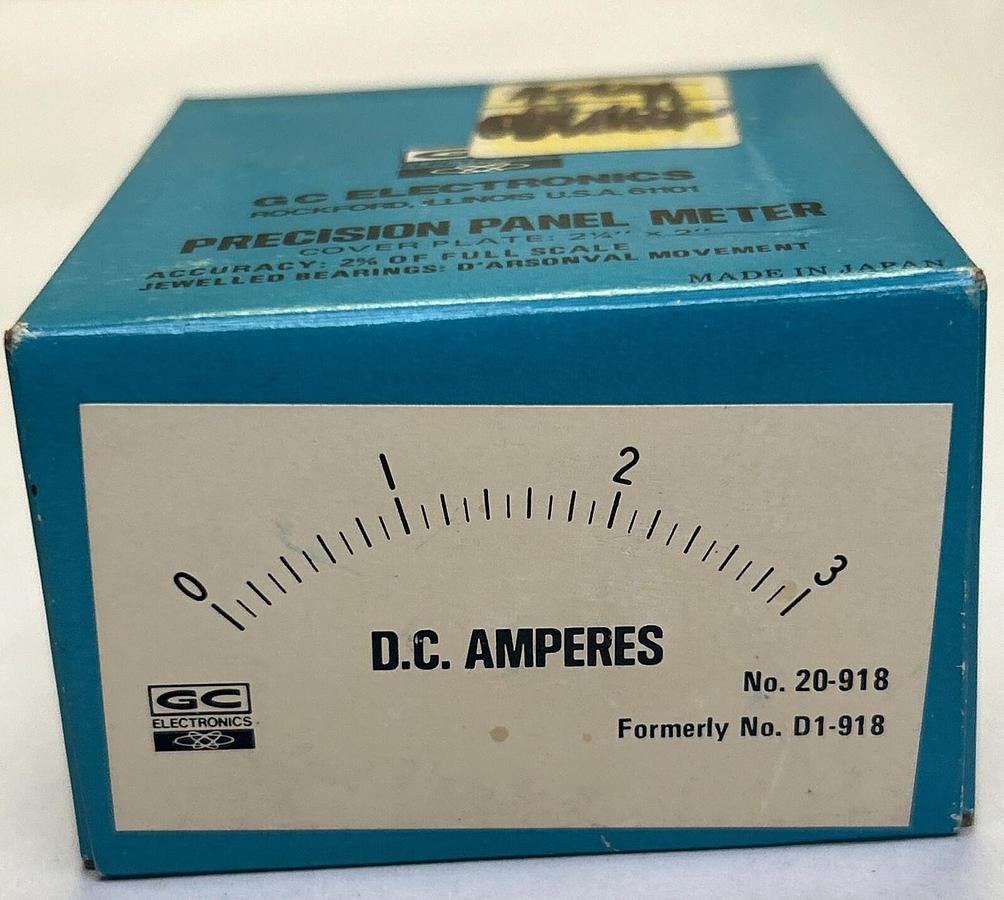 GC ELECTRONICS
ROCKFORD, ILLINOIS U.S.A. 61101
PRECISION PANEL METER
COVER PLATE: 2¼" x 2"
ACCURACY: 2% OF FULL SCALE
JEWELLED BEARINGS: D'ARSONVAL MOVEMENT
MADE IN JAPAN
0 1 2 3
D.C. AMPERES
No. 20-918
Formerly No. D1-918
GC
ELECTRONICS